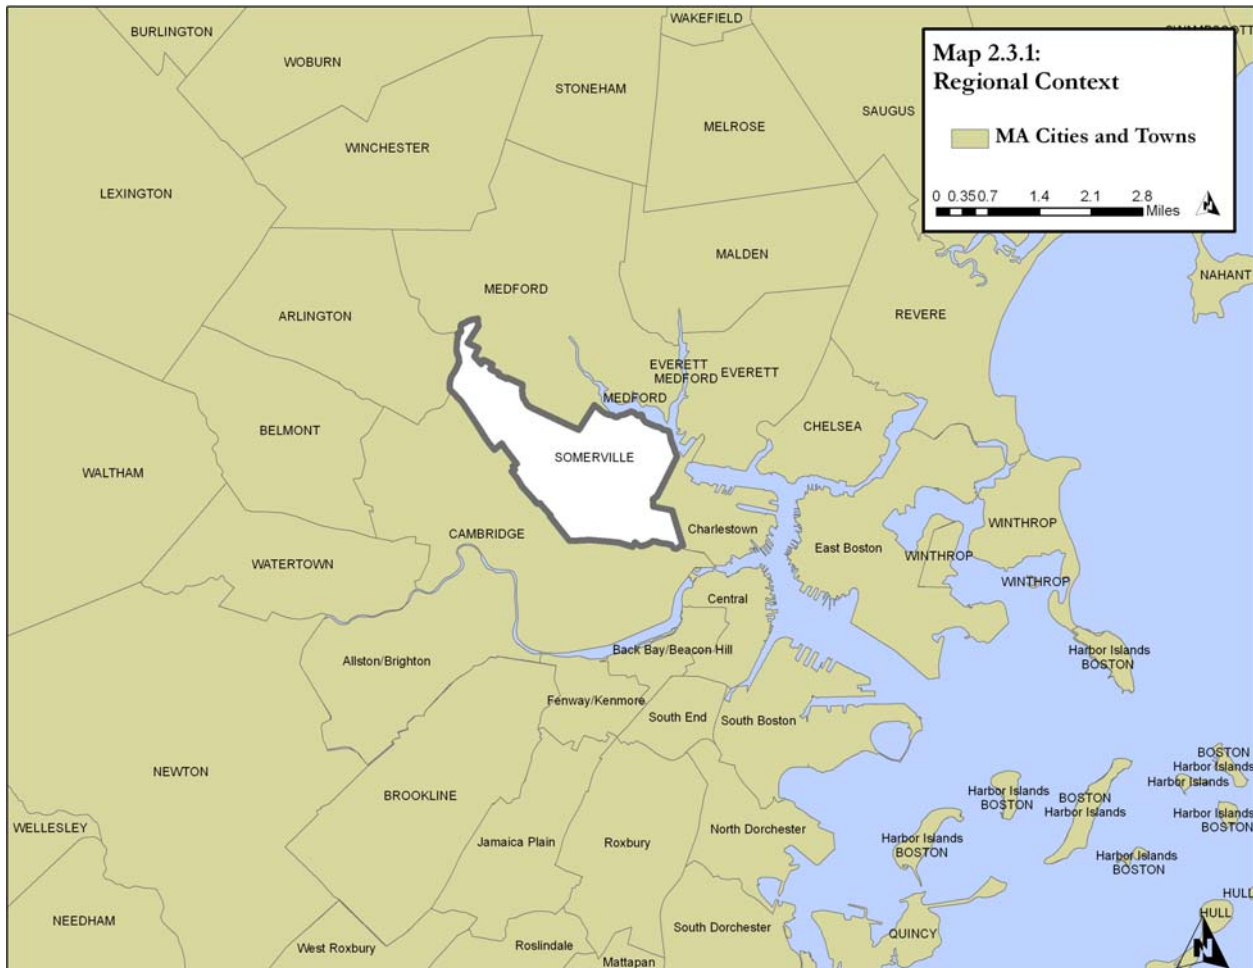 WAKEFIELD
BURLINGTON
WOBURN
STONEHAM
MELROSE
SAUGUS
Map 2.3.1:
Regional Context
MA Cities and Towns
0 0.35 0.7 1.4 2.1 2.8
Miles
N
WINCHESTER
LEXINGTON
MALDEN
NAHANT
MEDFORD
ARLINGTON
REVERE
EVERETT
MEDFORD
EVERETT
MEDFORD
BELMONT
CHELSEA
SOMERVILLE
WALTHAM
CAMBRIDGE
Charlestown
WINTHROP
East Boston
WINTHROP
WATERTOWN
WINTHROP
Central
Back Bay/Beacon Hill
Harbor Islands
BOSTON
Allston/Brighton
Fenway/Kenmore
South End
South Boston
NEWTON
BROOKLINE
BOSTON
Harbor Islands
Harbor Islands
Harbor Islands
BOSTON
BOSTON
Harbor Islands
Harbor Islands
BOSTON
WELLESLEY
Jamaica Plain
Roxbury
North Dorchester
Harbor Islands
BOSTON
Harbor Islands
BOSTON
NEEDHAM
West Roxbury
Roslindale
Mattapan
South Dorchester
QUINCY
HULL
HULL
N